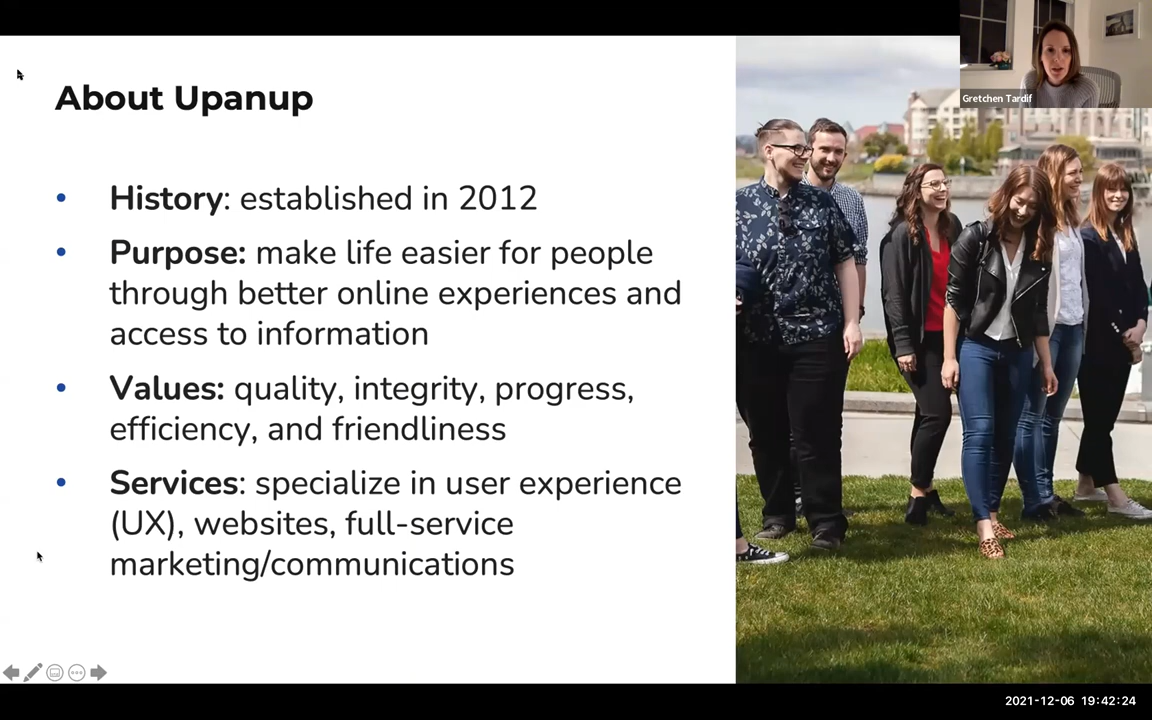 About Upanup
Gretchen Tardif
• History: established in 2012
• Purpose: make life easier for people
through better online experiences and
access to information
• Values: quality, integrity, progress,
efficiency, and friendliness
• Services: specialize in user experience
(UX), websites, full-service
marketing/communications
2021-12-06 19:42:24